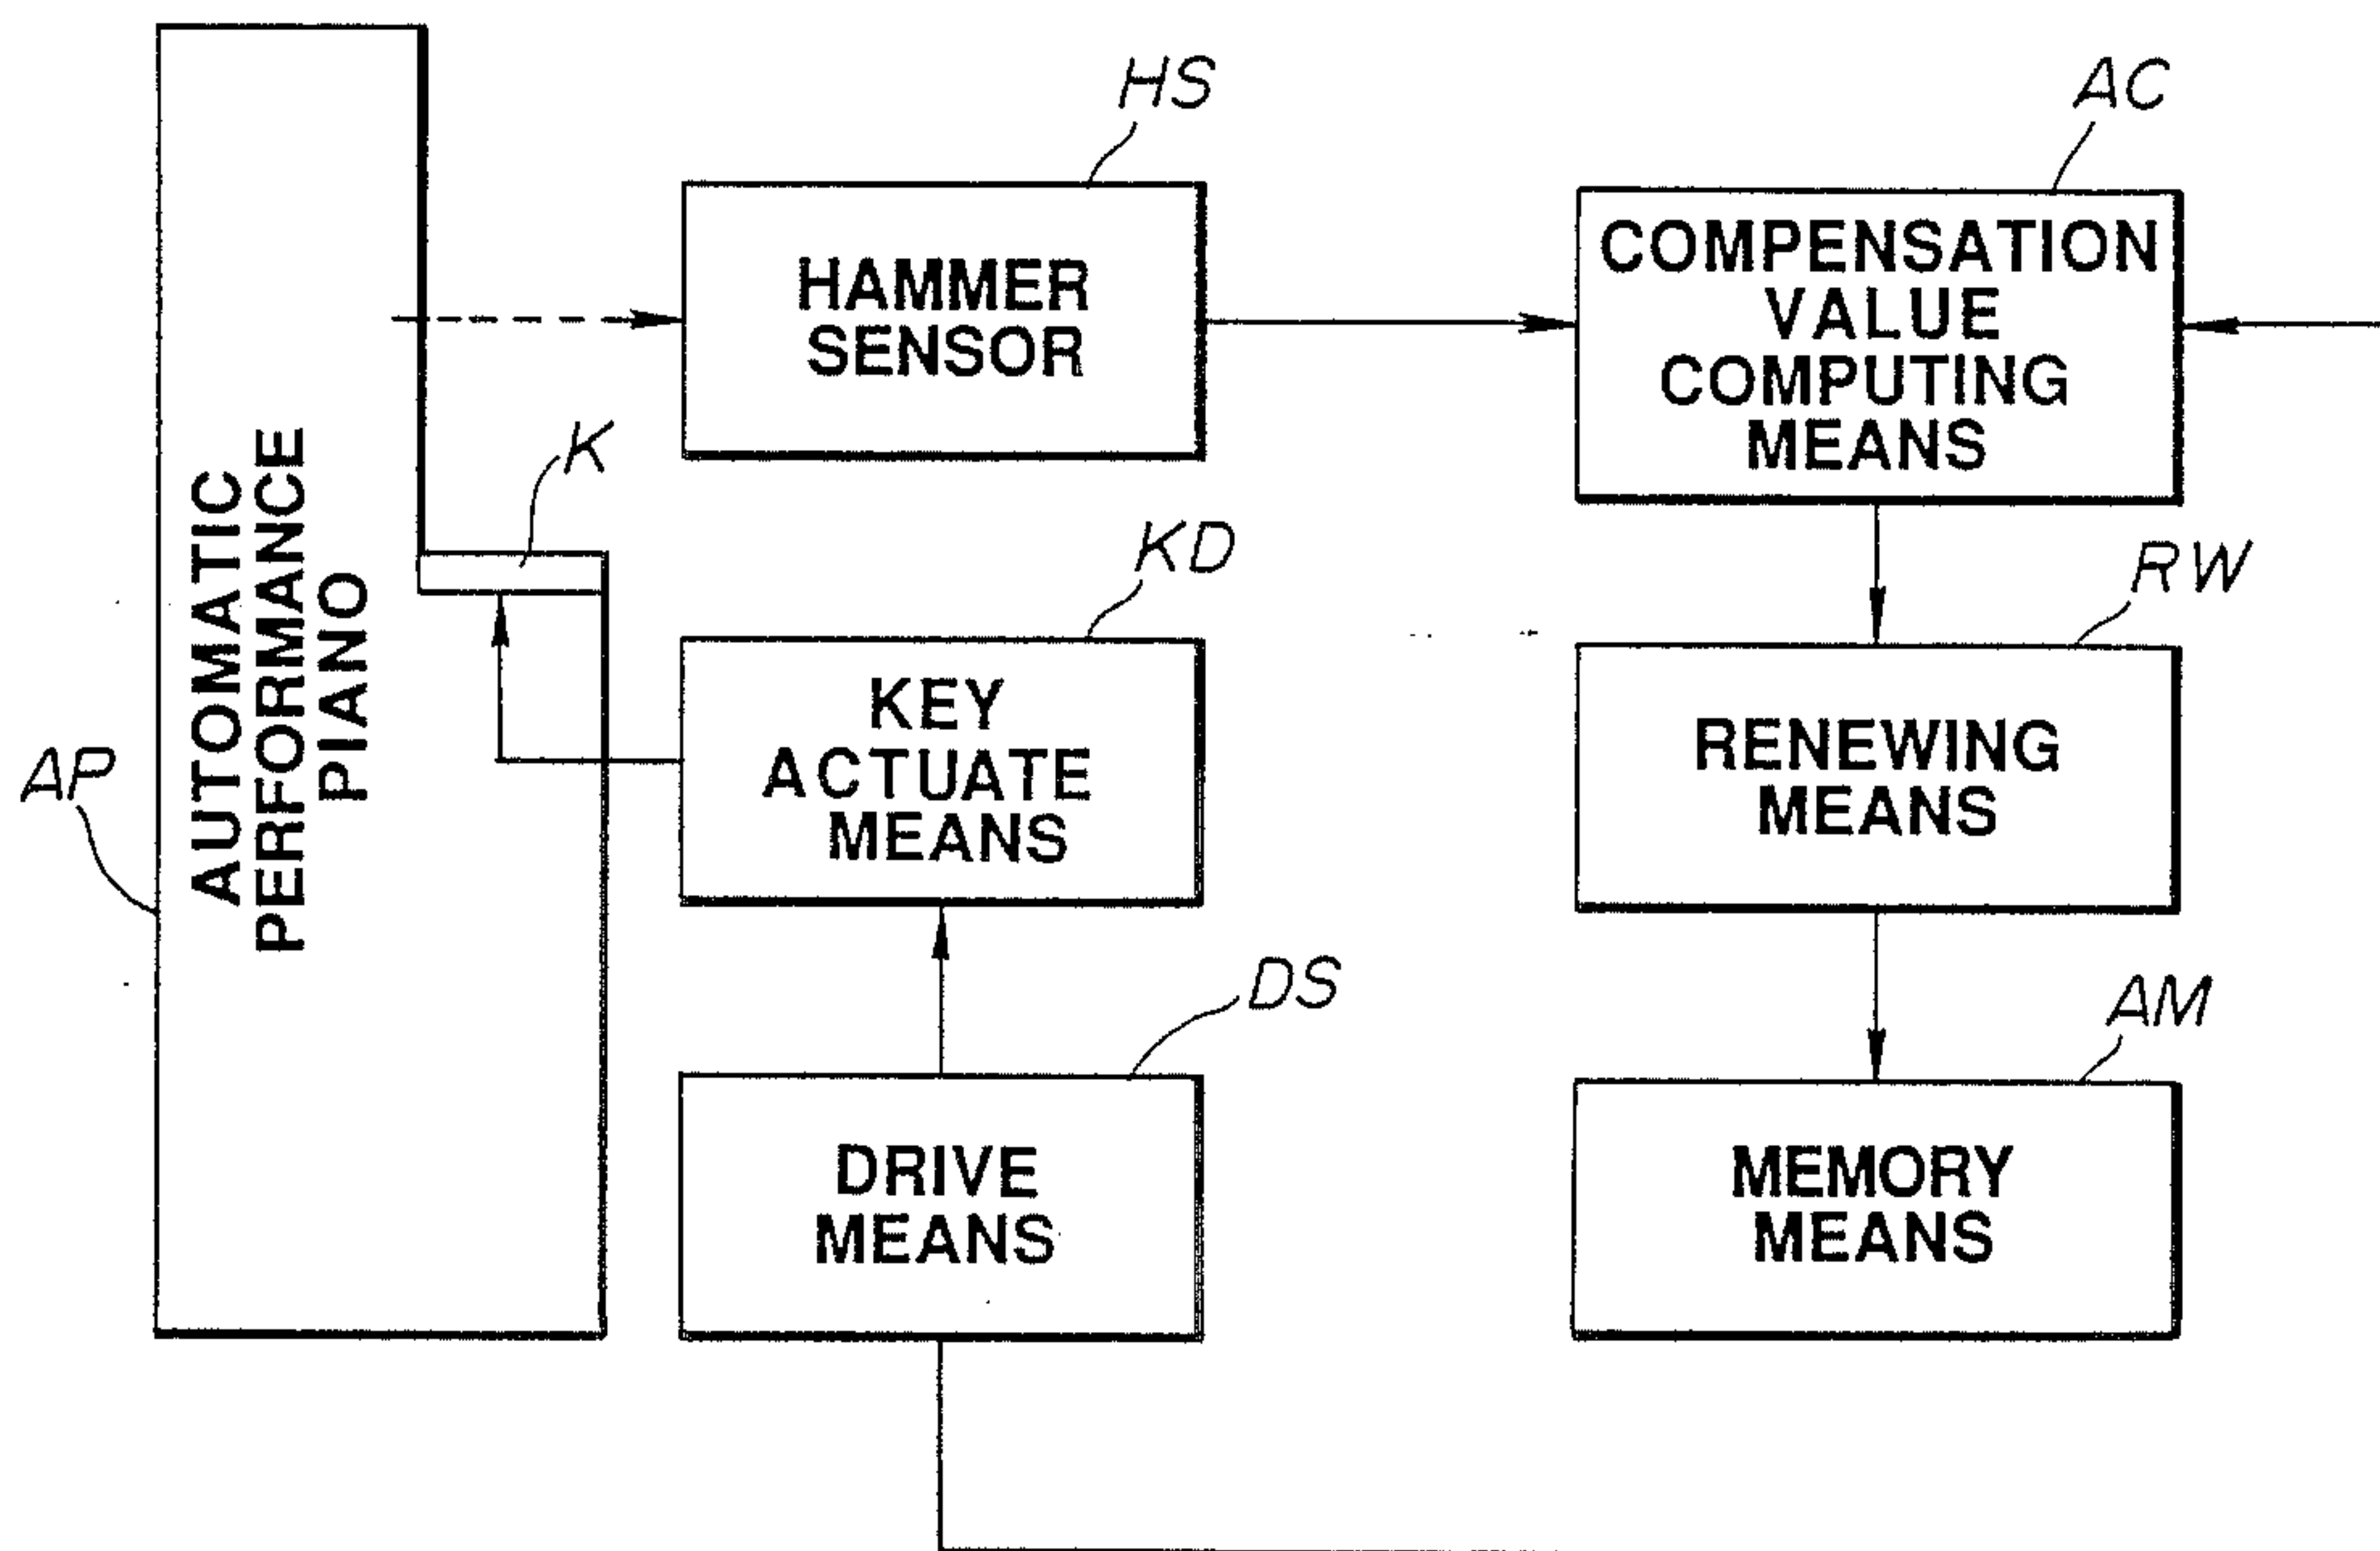 HS
AC
HAMMER
SENSOR
COMPENSATION
VALUE
COMPUTING
MEANS
K
KD
RW
AUTOMATIC
PERFORMANCE
PIANO
AP
KEY
ACTUATE
MEANS
RENEWING
MEANS
DS
AM
DRIVE
MEANS
MEMORY
MEANS